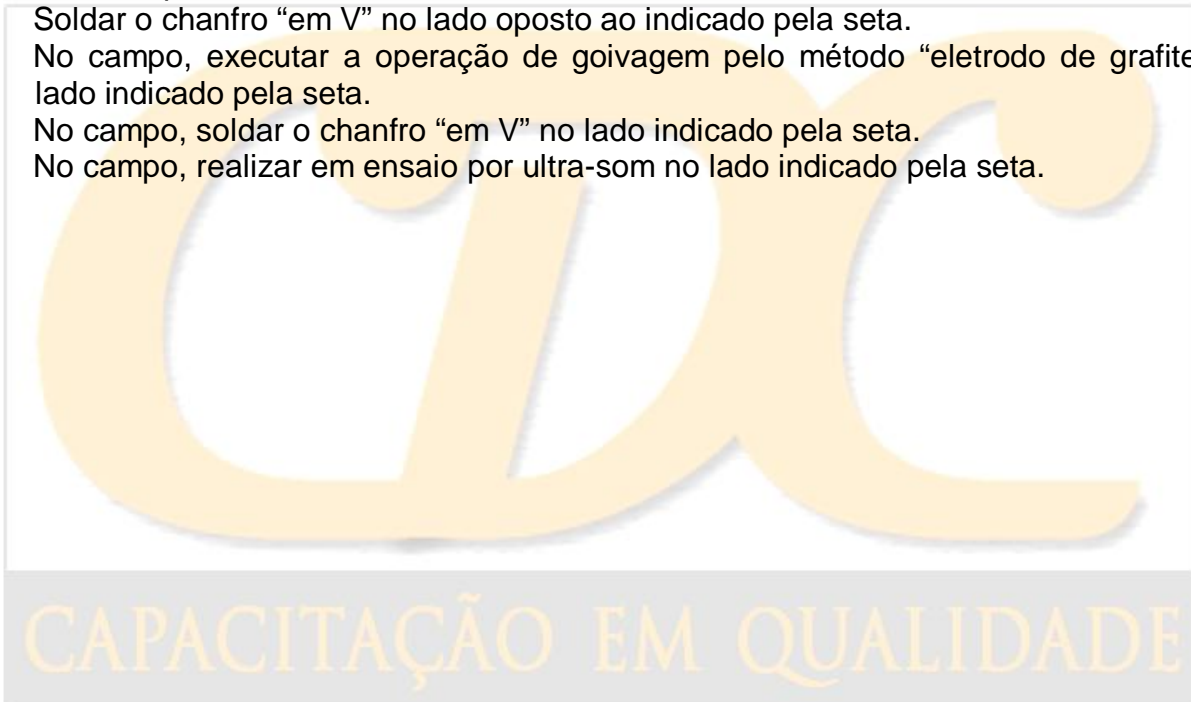 Soldar o chanfro “em V” no lado oposto ao indicado pela seta.
No campo, executar a operação de goivagem pelo método “eletrodo de grafite
lado indicado pela seta.
No campo, soldar o chanfro “em V” no lado indicado pela seta.
No campo, realizar em ensaio por ultra-som no lado indicado pela seta.
CDC
CAPACITAÇÃO EM QUALIDADE